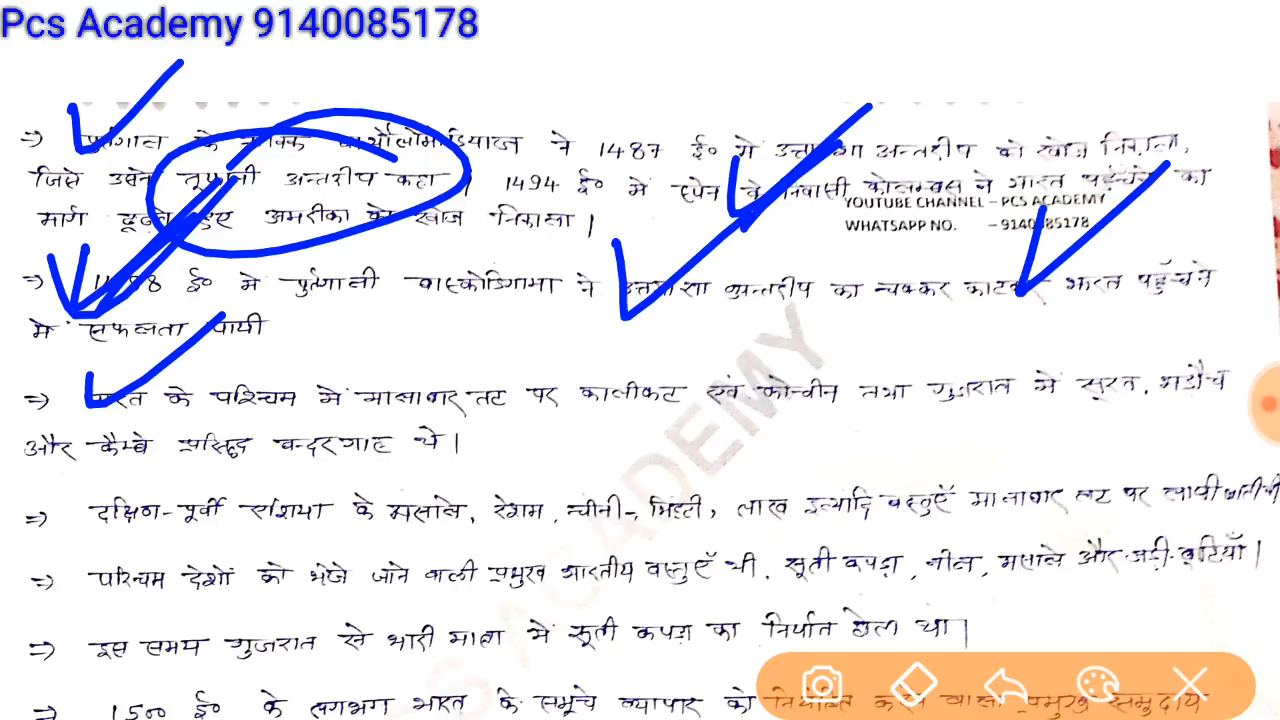 Pcs Academy 9140085178
⇒ पुर्तगाल के नाविक बार्थोलोमोडियाज ने 1487 ई० में उत्तमाशा अन्तरीप को खोज निकाला,
जिसे उसने तूफानी अन्तरीप कहा | 1494 ई० में स्पेन के निवासी कोलम्बस ने भारत पहुँचने का
YOUTUBE CHANNEL - PCS ACADEMY
मार्ग ढूढते हुए अमरीका को खोज निकाला |
WHATSAPP NO. - 9140085178
⇒ 1498 ई० मे पुर्तगाली वास्कोडिगामा ने उत्तमाशा अन्तरीप का चक्कर काटकर भारत पहुँचने
मे सफलता पायी
⇒ भारत के पश्चिम में मालाबार तट पर कालीकट एवं कोचीन तथा गुजरात में सूरत, भड़ौच
और कैम्बे प्रसिद्ध बन्दरगाह थे |
⇒ दक्षिण-पूर्वी एशिया के मसाले, रेशम, चीनी-मिट्टी, लाख इत्यादि वस्तुएँ मालाबार तट पर लायी जाती थी
⇒ पश्चिम देशों को भेजे जाने वाली प्रमुख भारतीय वस्तुएँ थी. सूती कपड़ा, नील, मसाले और जड़ी-बूटियाँ |
⇒ इस समय गुजरात से भारी मात्रा में सूती कपड़ा का निर्यात होता था |
⇒ 1500 ई० के लगभग भारत के समूचे व्यापार को नियंत्रित करने वाला प्रमुख समुदाय